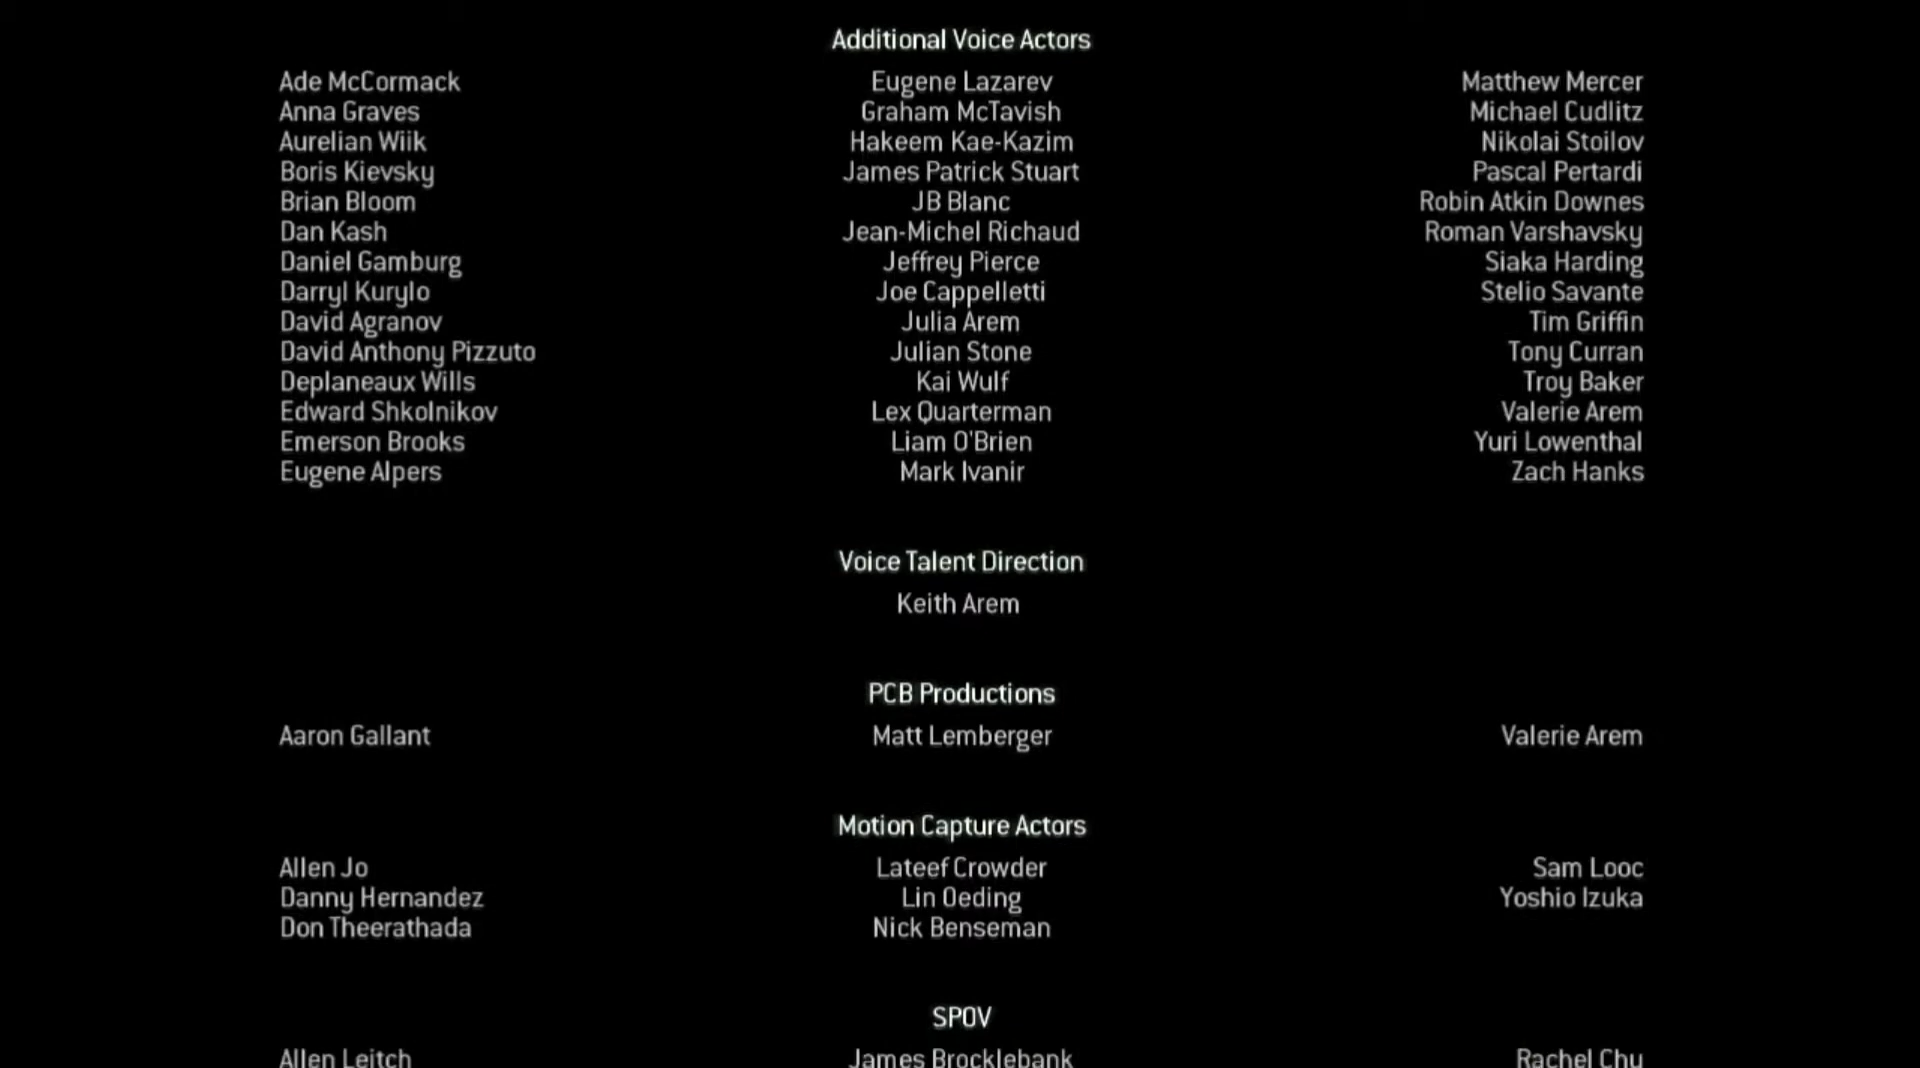 Additional Voice Actors
Ade McCormack Eugene Lazarev Matthew Mercer
Anna Graves Graham McTavish Michael Cudlitz
Aurelian Wiik Hakeem Kae-Kazim Nikolai Stoilov
Boris Kievsky James Patrick Stuart Pascal Pertardi
Brian Bloom JB Blanc Robin Atkin Downes
Dan Kash Jean-Michel Richaud Roman Varshavsky
Daniel Gamburg Jeffrey Pierce Siaka Harding
Darryl Kurylo Joe Cappelletti Stelio Savante
David Agranov Julia Arem Tim Griffin
David Anthony Pizzuto Julian Stone Tony Curran
Deplaneaux Wills Kai Wulf Troy Baker
Edward Shkolnikov Lex Quarterman Valerie Arem
Emerson Brooks Liam O'Brien Yuri Lowenthal
Eugene Alpers Mark Ivanir Zach Hanks
Voice Talent Direction
Keith Arem
PCB Productions
Aaron Gallant Matt Lemberger Valerie Arem
Motion Capture Actors
Allen Jo Lateef Crowder Sam Looc
Danny Hernandez Lin Oeding Yoshio Izuka
Don Theerathada Nick Benseman
SPOV
Allen Leitch James Brocklebank Rachel Chu